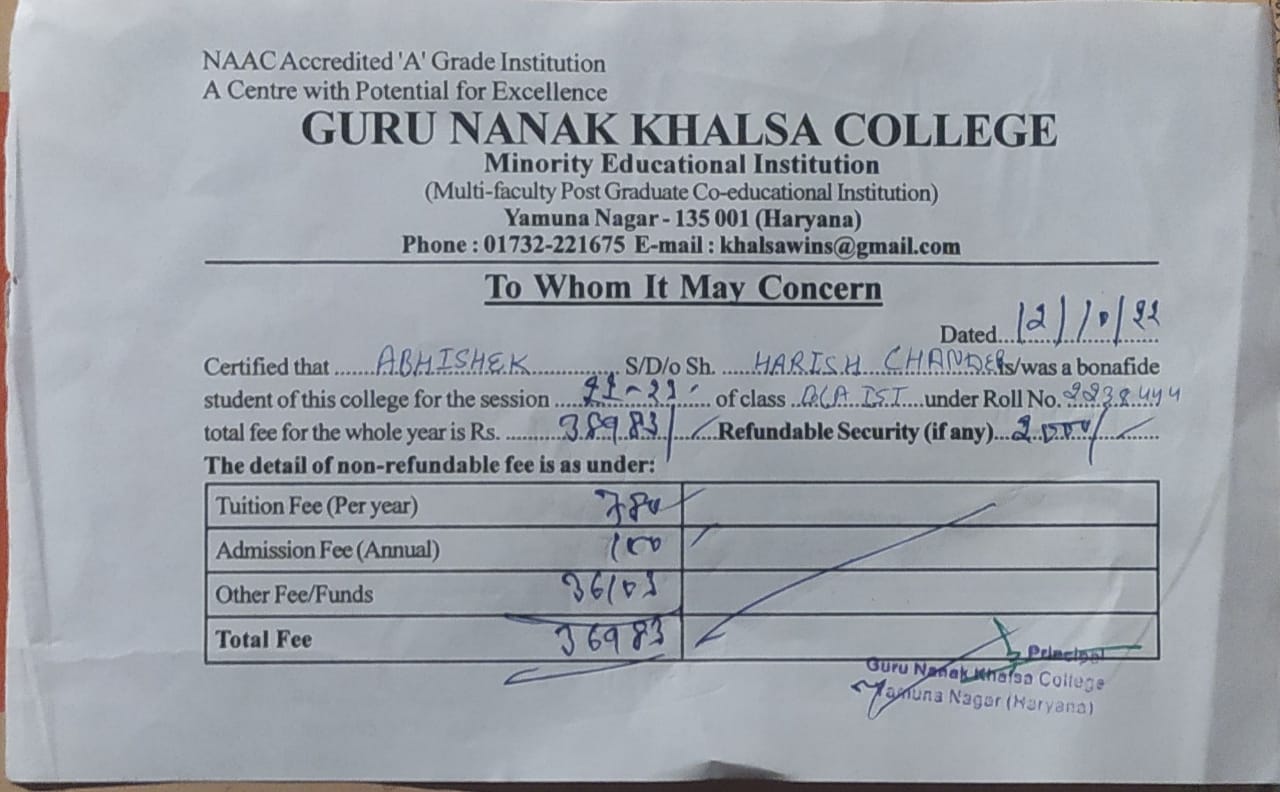 NAAC Accredited 'A' Grade Institution
A Centre with Potential for Excellence
GURU NANAK KHALSA COLLEGE
Minority Educational Institution
(Multi-faculty Post Graduate Co-educational Institution)
Yamuna Nagar - 135 001 (Haryana)
Phone : 01732-221675 E-mail : khalsawins@gmail.com
To Whom It May Concern
Dated...12/10/22
Certified that ......ABHISHEK.............. S/D/o Sh. .....HARISH CHANDER is/was a bonafide
student of this college for the session .....22-23....... of class ..BCA IST...under Roll No. 2238444
total fee for the whole year is Rs. ..........38983/-....Refundable Security (if any)...2000/-......
The detail of non-refundable fee is as under:
Tuition Fee (Per year) 780/-
Admission Fee (Annual) 100/-
Other Fee/Funds 36103
Total Fee 36983
Principal
Guru Nanak Khalsa College
Yamuna Nagar (Haryana)